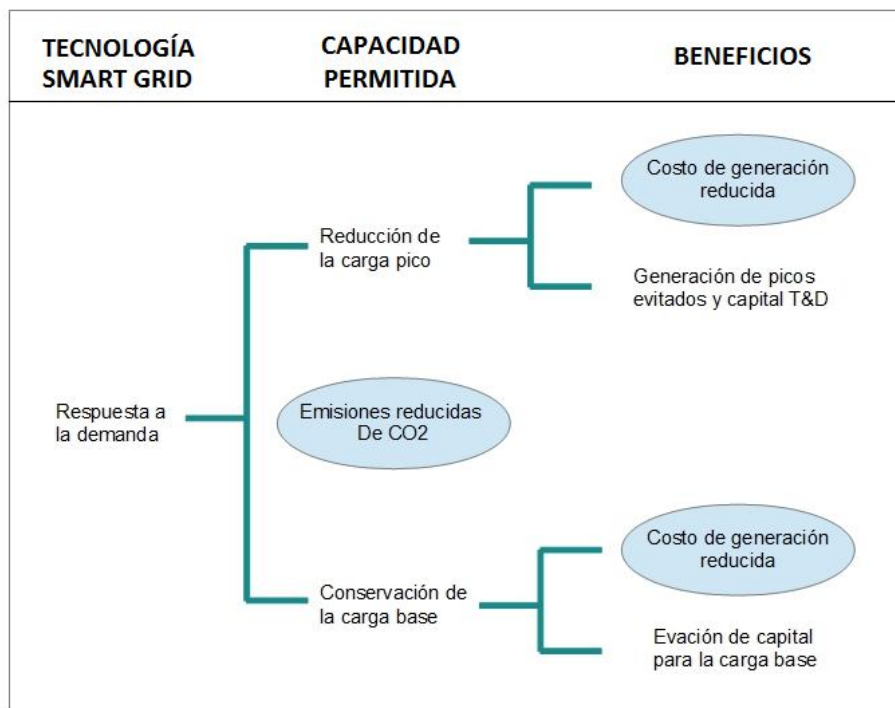 TECNOLOGÍA
SMART GRID
CAPACIDAD
PERMITIDA
BENEFICIOS
Costo de generación
reducida
Reducción de
la carga pico
Generación de picos
evitados y capital T&D
Respuesta a
la demanda
Emisiones reducidas
De CO2
Costo de generación
reducida
Conservación de
la carga base
Evación de capital
para la carga base